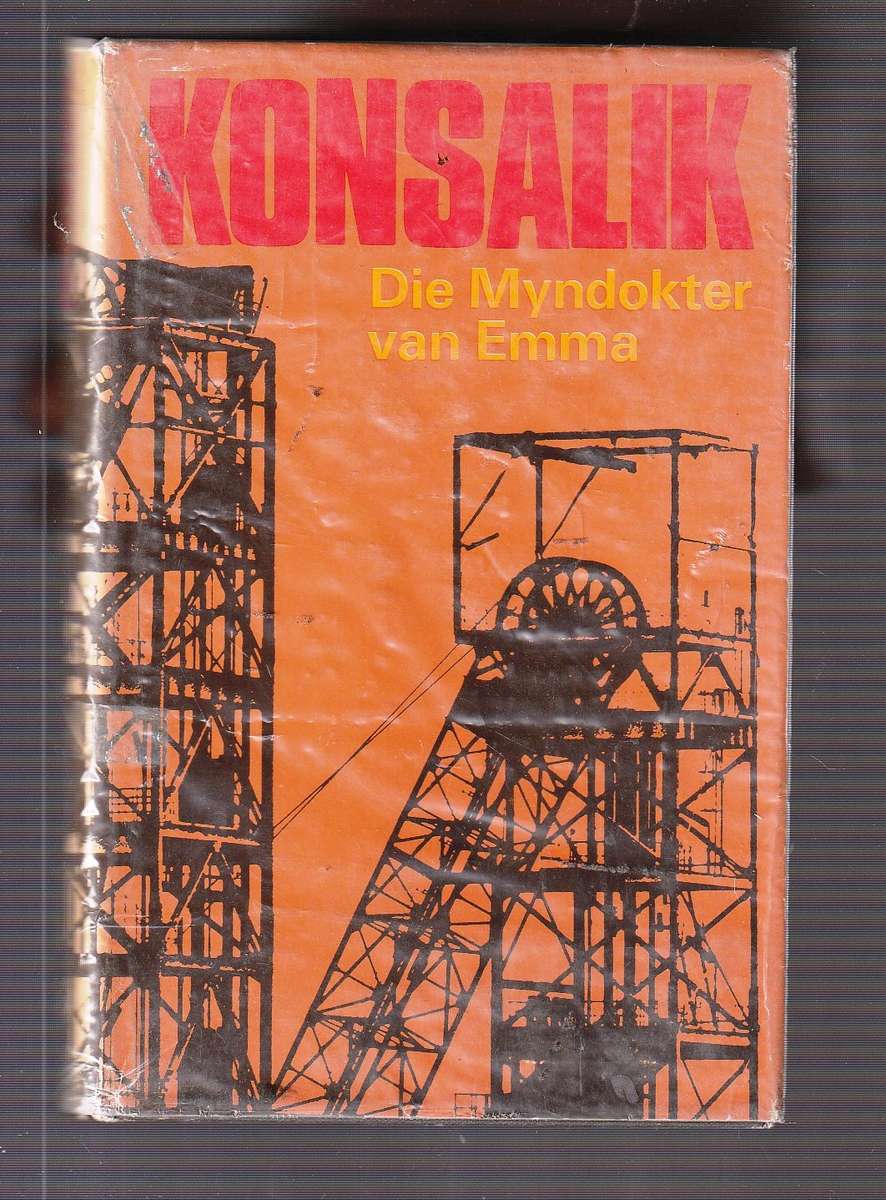 KONSALIK
Die Myndokter
van Emma